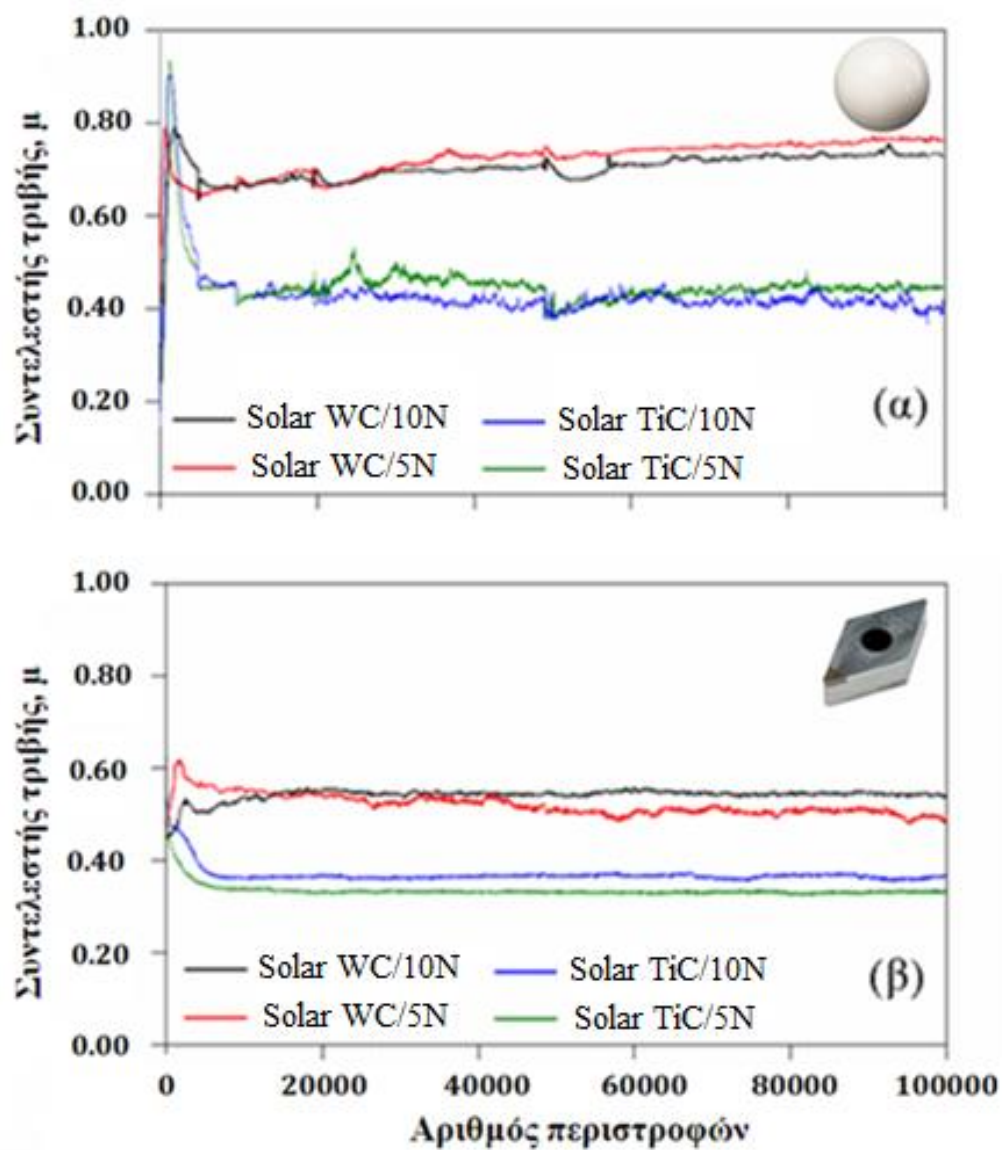 1.00
0.80
0.60
0.40
0.20
0.00
Συντελεστής τριβής, μ
Solar WC/10N
Solar TiC/10N
Solar WC/5N
Solar TiC/5N
(α)
1.00
0.80
0.60
0.40
0.20
0.00
Συντελεστής τριβής, μ
Solar WC/10N
Solar TiC/10N
Solar WC/5N
Solar TiC/5N
(β)
0 20000 40000 60000 80000 100000
Αριθμός περιστροφών